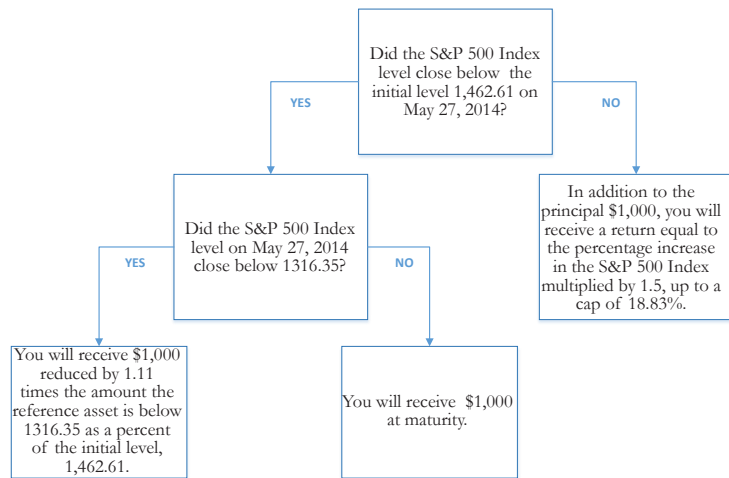 Did the S&P 500 Index
level close below the
initial level 1,462.61 on
May 27, 2014?
YES
NO
Did the S&P 500 Index
level on May 27, 2014
close below 1316.35?
In addition to the
principal $1,000, you will
receive a return equal to
the percentage increase
in the S&P 500 Index
multiplied by 1.5, up to a
cap of 18.83%.
YES
NO
You will receive $1,000
reduced by 1.11
times the amount the
reference asset is below
1316.35 as a percent
of the initial level,
1,462.61.
You will receive $1,000
at maturity.